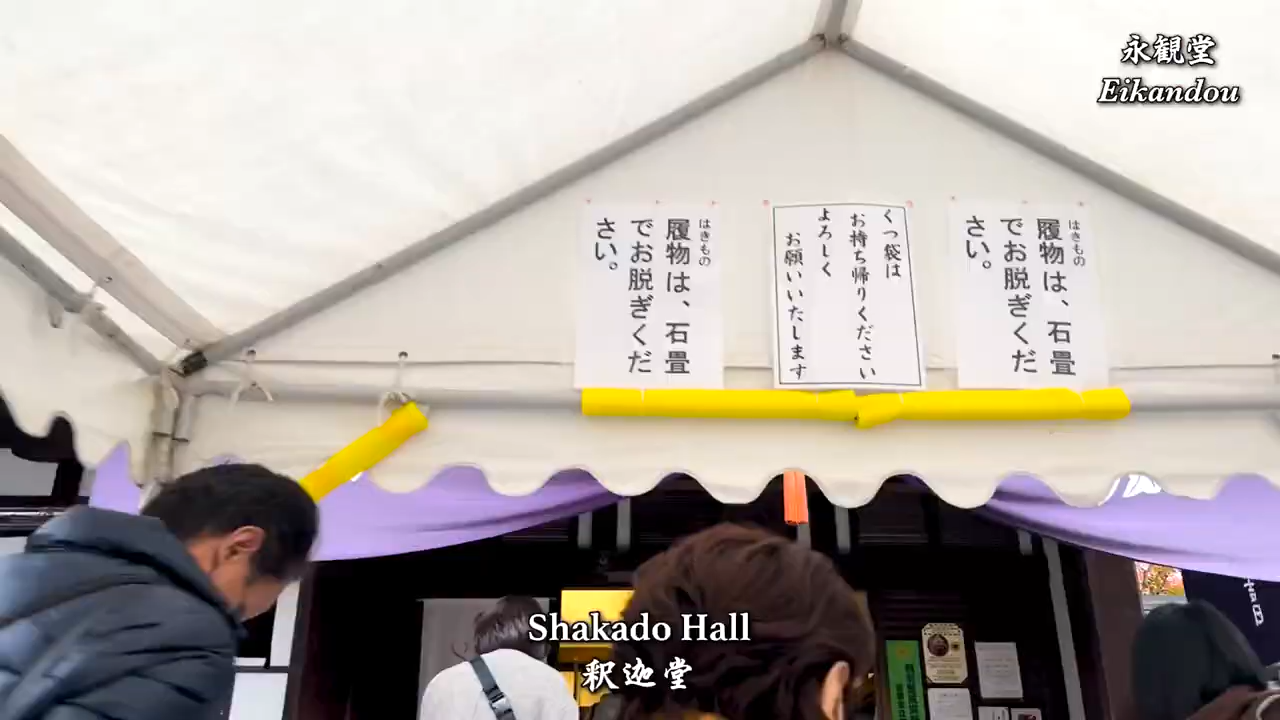 永観堂
Eikandou
はきもの
履物は、石畳
でお脱ぎくだ
さい。
くつ袋は
お持ち帰りください
よろしく
お願いいたします
はきもの
履物は、石畳
でお脱ぎくだ
さい。
Shakado Hall
釈迦堂